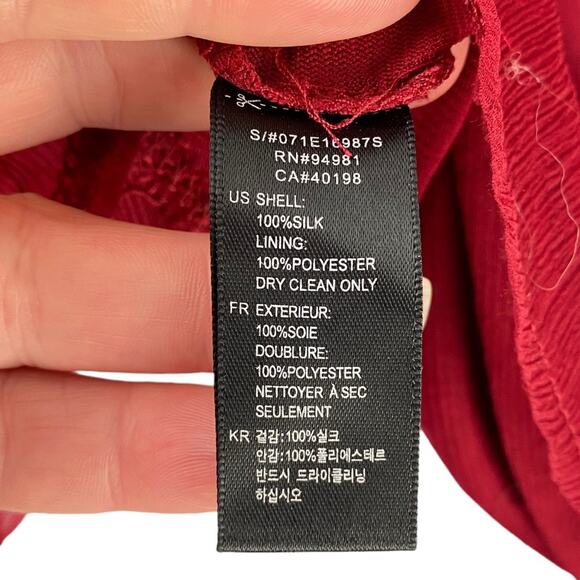 S/#071E16987S
RN#94981
CA#40198
US SHELL:
100%SILK
LINING:
100%POLYESTER
DRY CLEAN ONLY
FR EXTERIEUR:
100%SOIE
DOUBLURE:
100%POLYESTER
NETTOYER À SEC
SEULEMENT
KR 겉감:100%실크
안감:100%폴리에스테르
반드시 드라이클리닝
하십시오